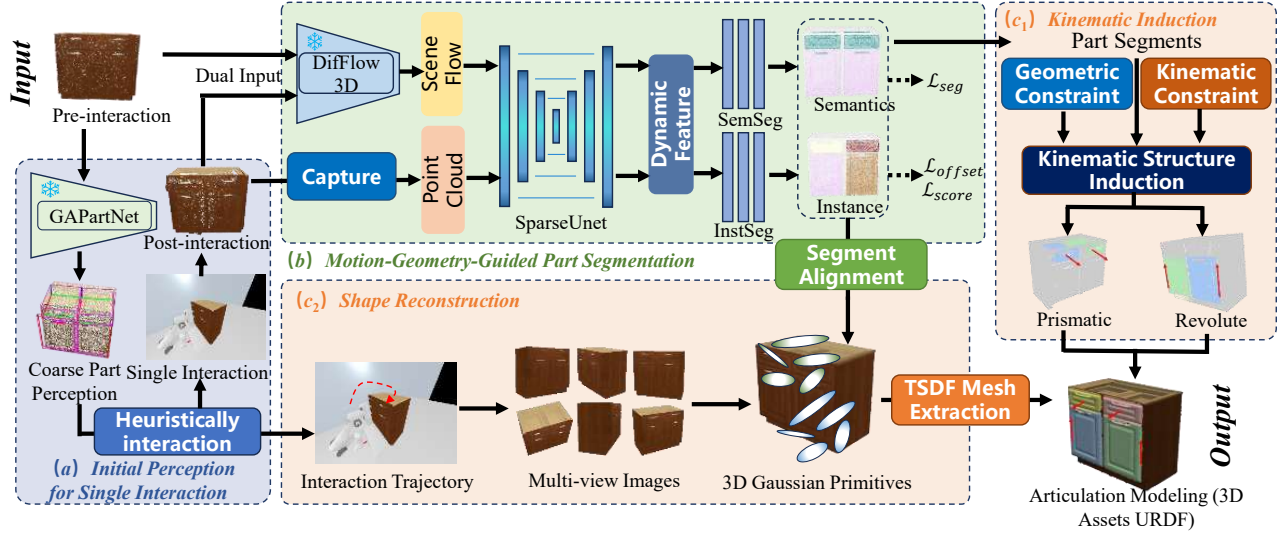 Input
Pre-interaction
Dual Input
GAPartNet
Post-interaction
Coarse Part
Perception
Single Interaction
Heuristically
interaction
(a) Initial Perception
for Single Interaction
DifFlow
3D
Scene
Flow
Capture
Point
Cloud
SparseUnet
Dynamic
Feature
SemSeg
InstSeg
Semantics
Instance
ℒseg
ℒoffset
ℒscore
(b) Motion-Geometry-Guided Part Segmentation
Segment
Alignment
(c₁) Kinematic Induction
Part Segments
Geometric
Constraint
Kinematic
Constraint
Kinematic Structure
Induction
Prismatic
Revolute
(c₂) Shape Reconstruction
Interaction Trajectory
Multi-view Images
3D Gaussian Primitives
TSDF Mesh
Extraction
Output
Articulation Modeling (3D
Assets URDF)